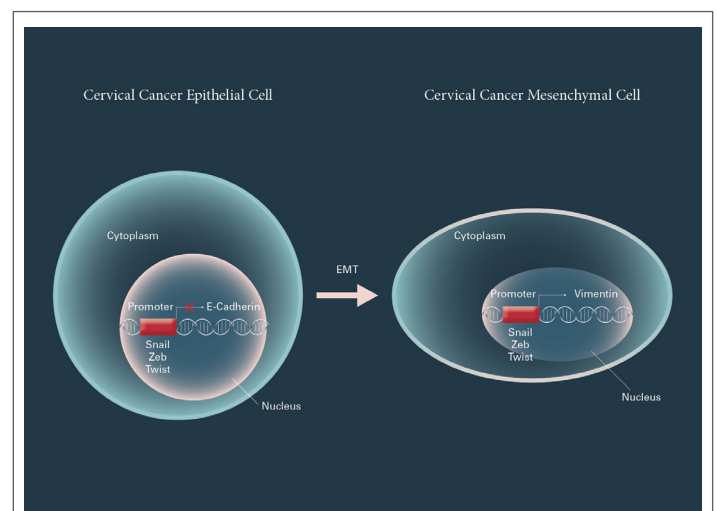 Cervical Cancer Epithelial Cell
Cervical Cancer Mesenchymal Cell
Cytoplasm
Promoter
E-Cadherin
Snail
Zeb
Twist
Nucleus
EMT
Cytoplasm
Promoter
Vimentin
Snail
Zeb
Twist
Nucleus